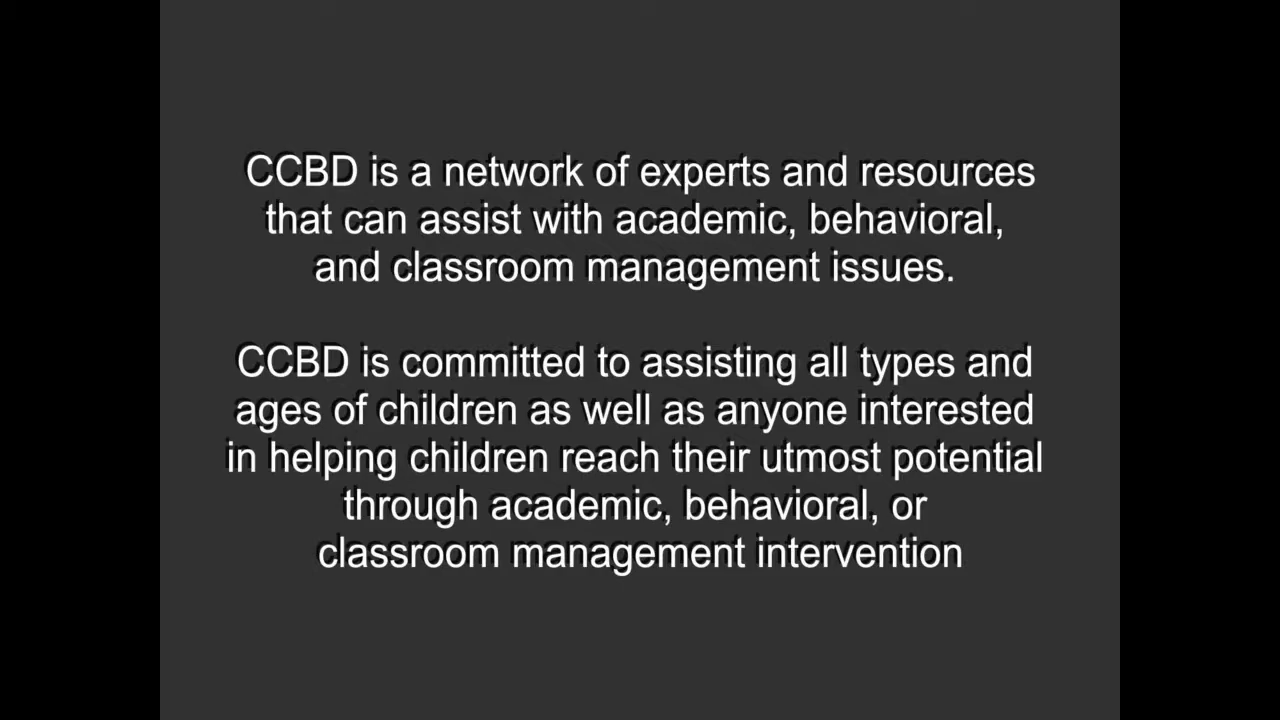 CCBD is a network of experts and resources
that can assist with academic, behavioral,
and classroom management issues.
CCBD is committed to assisting all types and
ages of children as well as anyone interested
in helping children reach their utmost potential
through academic, behavioral, or
classroom management intervention